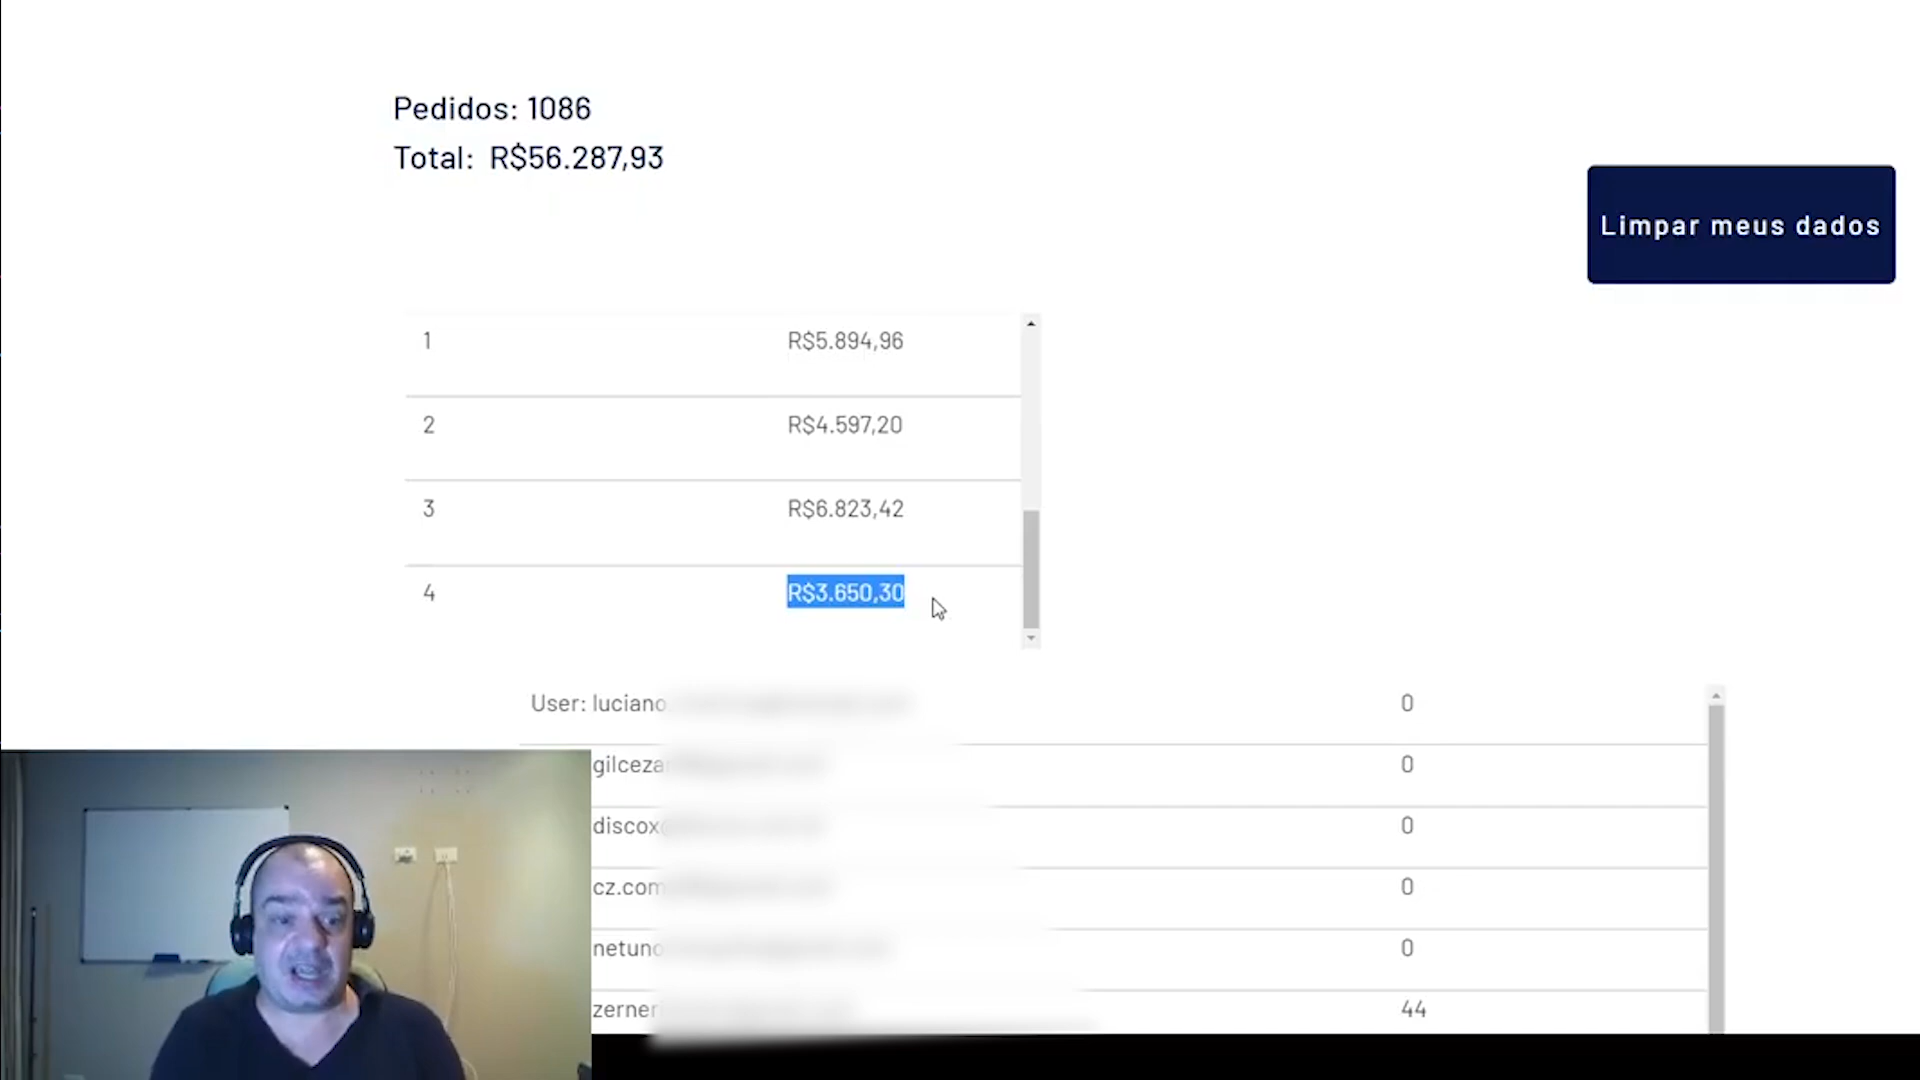 Pedidos: 1086
Total: R$56.287,93
Limpar meus dados
1 R$5.894,96
2 R$4.597,20
3 R$6.823,42
4 R$3.650,30
User: luciano 0
gilceza 0
discox 0
cz.com 0
netuno 0
zerner 44